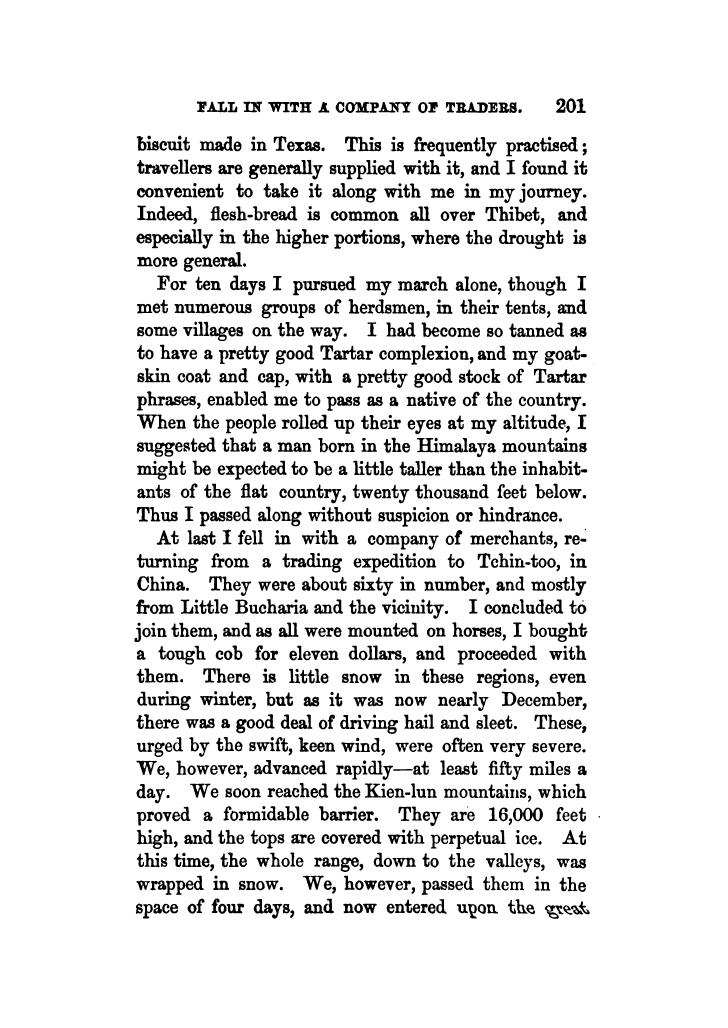 FALL IN WITH A COMPANY OF TRADERS. 201
biscuit made in Texas. This is frequently practised;
travellers are generally supplied with it, and I found it
convenient to take it along with me in my journey.
Indeed, flesh-bread is common all over Thibet, and
especially in the higher portions, where the drought is
more general.
For ten days I pursued my march alone, though I
met numerous groups of herdsmen, in their tents, and
some villages on the way. I had become so tanned as
to have a pretty good Tartar complexion, and my goat-
skin coat and cap, with a pretty good stock of Tartar
phrases, enabled me to pass as a native of the country.
When the people rolled up their eyes at my altitude, I
suggested that a man born in the Himalaya mountains
might be expected to be a little taller than the inhabit-
ants of the flat country, twenty thousand feet below.
Thus I passed along without suspicion or hindrance.
At last I fell in with a company of merchants, re-
turning from a trading expedition to Tchin-too, in
China. They were about sixty in number, and mostly
from Little Bucharia and the vicinity. I concluded to
join them, and as all were mounted on horses, I bought
a tough cob for eleven dollars, and proceeded with
them. There is little snow in these regions, even
during winter, but as it was now nearly December,
there was a good deal of driving hail and sleet. These,
urged by the swift, keen wind, were often very severe.
We, however, advanced rapidly—at least fifty miles a
day. We soon reached the Kien-lun mountains, which
proved a formidable barrier. They are 16,000 feet
high, and the tops are covered with perpetual ice. At
this time, the whole range, down to the valleys, was
wrapped in snow. We, however, passed them in the
space of four days, and now entered upon the great